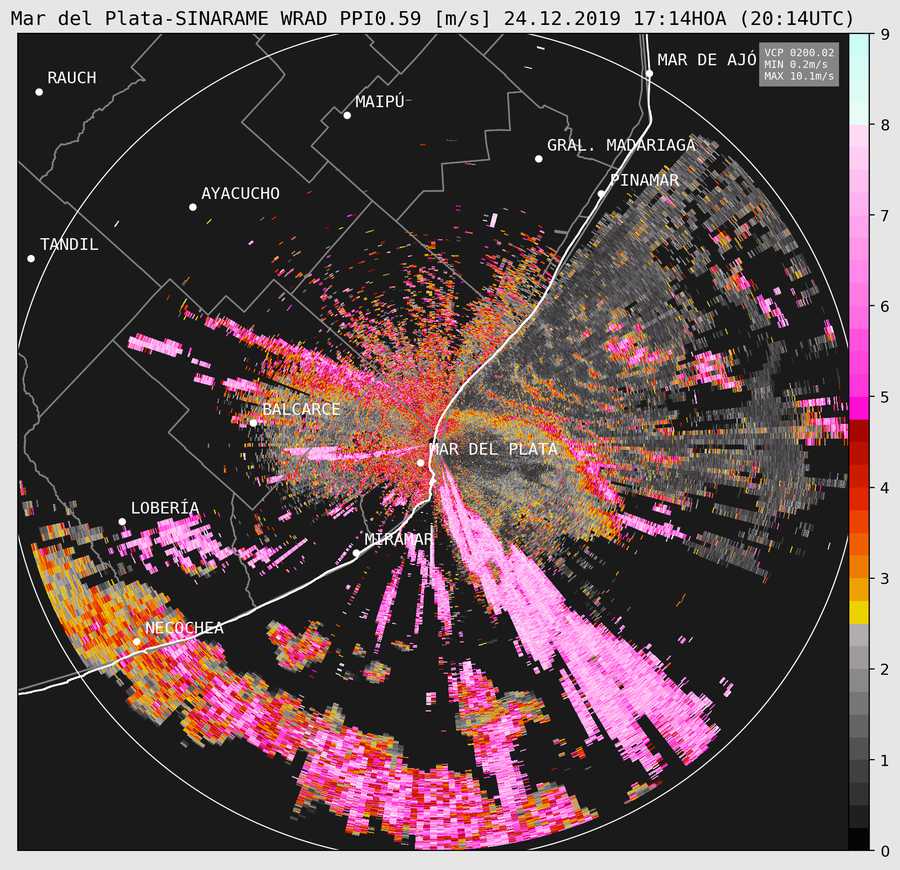 Mar del Plata-SINARAME WRAD PPI0.59 [m/s] 24.12.2019 17:14HOA (20:14UTC)
VCP 0200.02
MIN 0.2m/s
MAX 10.1m/s
MAR DE AJÓ
RAUCH
MAIPÚ
GRAL. MADARIAGA
PINAMAR
AYACUCHO
TANDIL
BALCARCE
MAR DEL PLATA
LOBERÍA
MIRAMAR
NECOCHEA
9
8
7
6
5
4
3
2
1
0